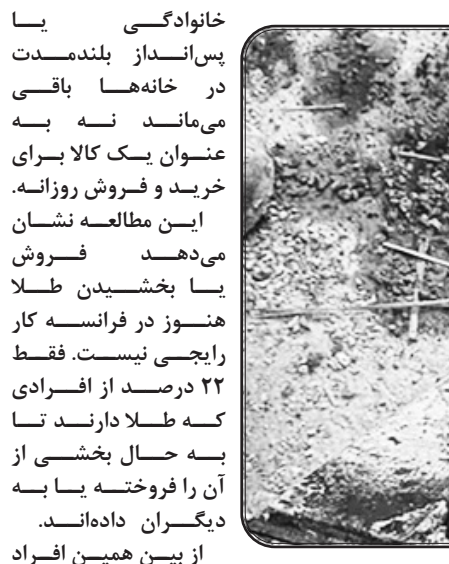 خانوادگی یا
پس‌انداز بلندمدت
در خانه‌ها باقی
می‌ماند نه به
عنوان یک کالا برای
خرید و فروش روزانه.
این مطالعه نشان
می‌دهد فروش
یا بخشیدن طلا
هنوز در فرانسه کار
رایجی نیست. فقط
۲۲ درصد از افرادی
که طلا دارند تا
به حال بخشی از
آن را فروخته یا به
دیگران داده‌اند.
از بین همین افراد